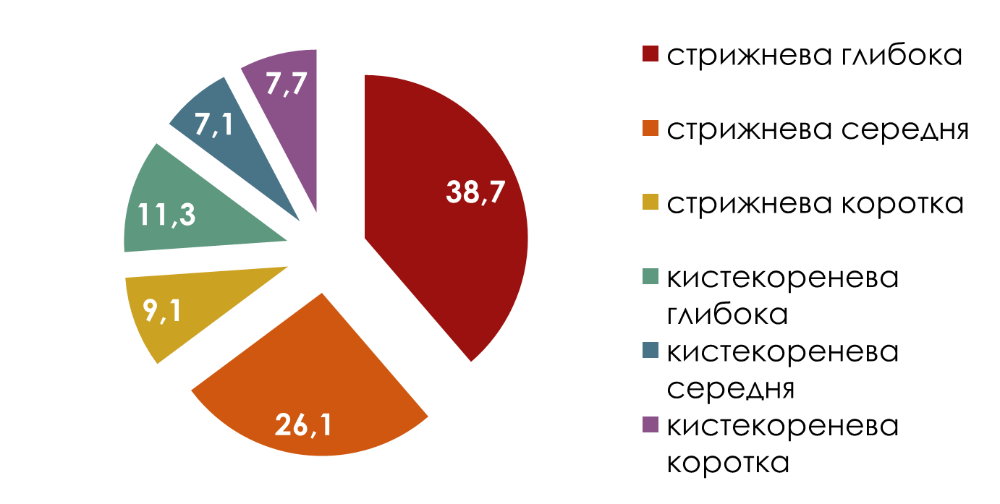 7,7
7,1
38,7
11,3
9,1
26,1
стрижнева глибока
стрижнева середня
стрижнева коротка
кистекоренева
глибока
кистекоренева
середня
кистекоренева
коротка